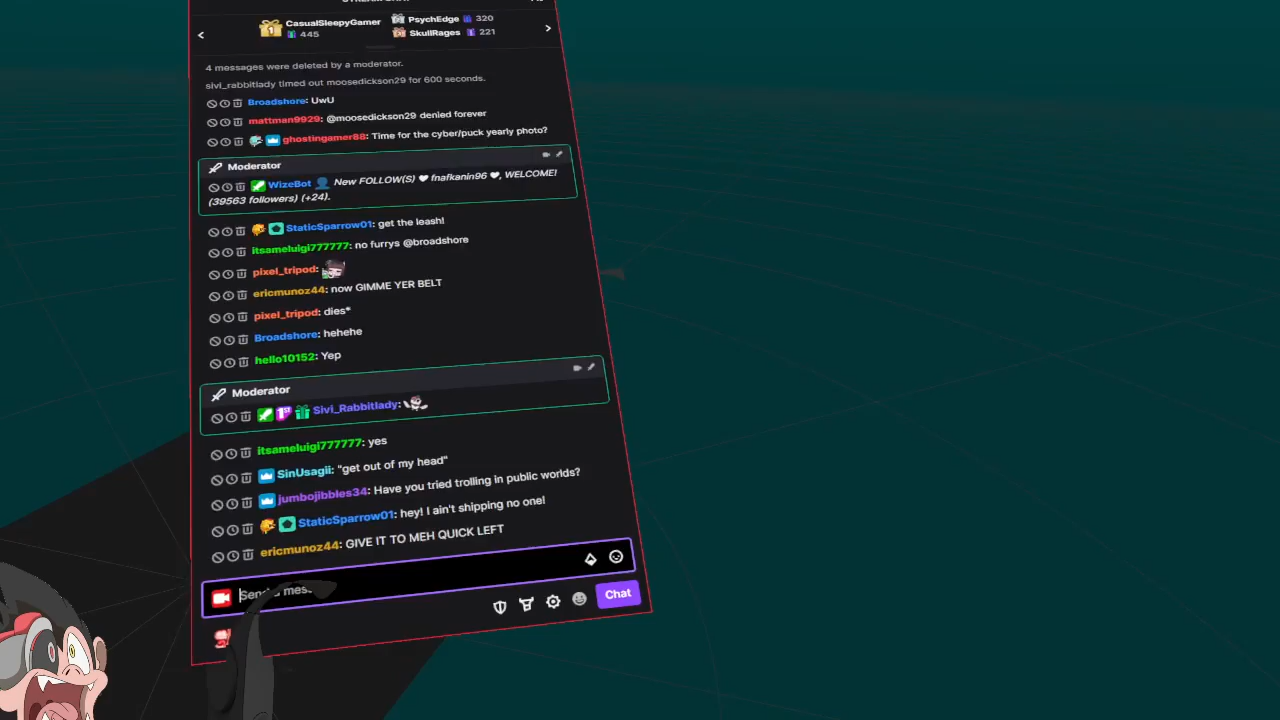 CasualSleepyGamer
445
PsychEdge 320
SkullRages 221
4 messages were deleted by a moderator.
sivi_rabbitlady timed out moosedickson29 for 600 seconds.
Broadshore: UwU
mattman9929: @moosedickson29 denied forever
ghostingamer88: Time for the cyber/puck yearly photo?
Moderator
WizeBot New FOLLOW(S) ❤ fnafkanin96 ❤, WELCOME!
(39563 followers) (+24).
StaticSparrow01: get the leash!
itsameluigi777777: no furrys @broadshore
pixel_tripod:
ericmunoz44: now GIMME YER BELT
pixel_tripod: dies*
Broadshore: hehehe
hello10152: Yep
Moderator
Sivi_Rabbitlady:
itsameluigi777777: yes
SinUsagii: "get out of my head"
jumbojibbles34: Have you tried trolling in public worlds?
StaticSparrow01: hey! I ain't shipping no one!
ericmunoz44: GIVE IT TO MEH QUICK LEFT
Send a mess
Chat